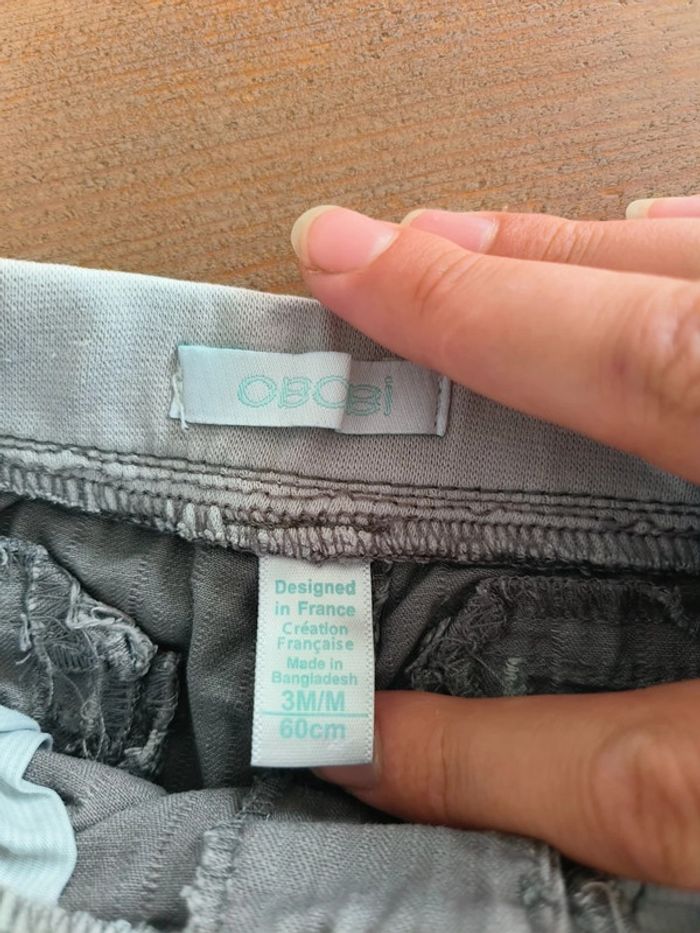 OBOBi
Designed
in France
Création
Française
Made in
Bangladesh
3M/M
60cm